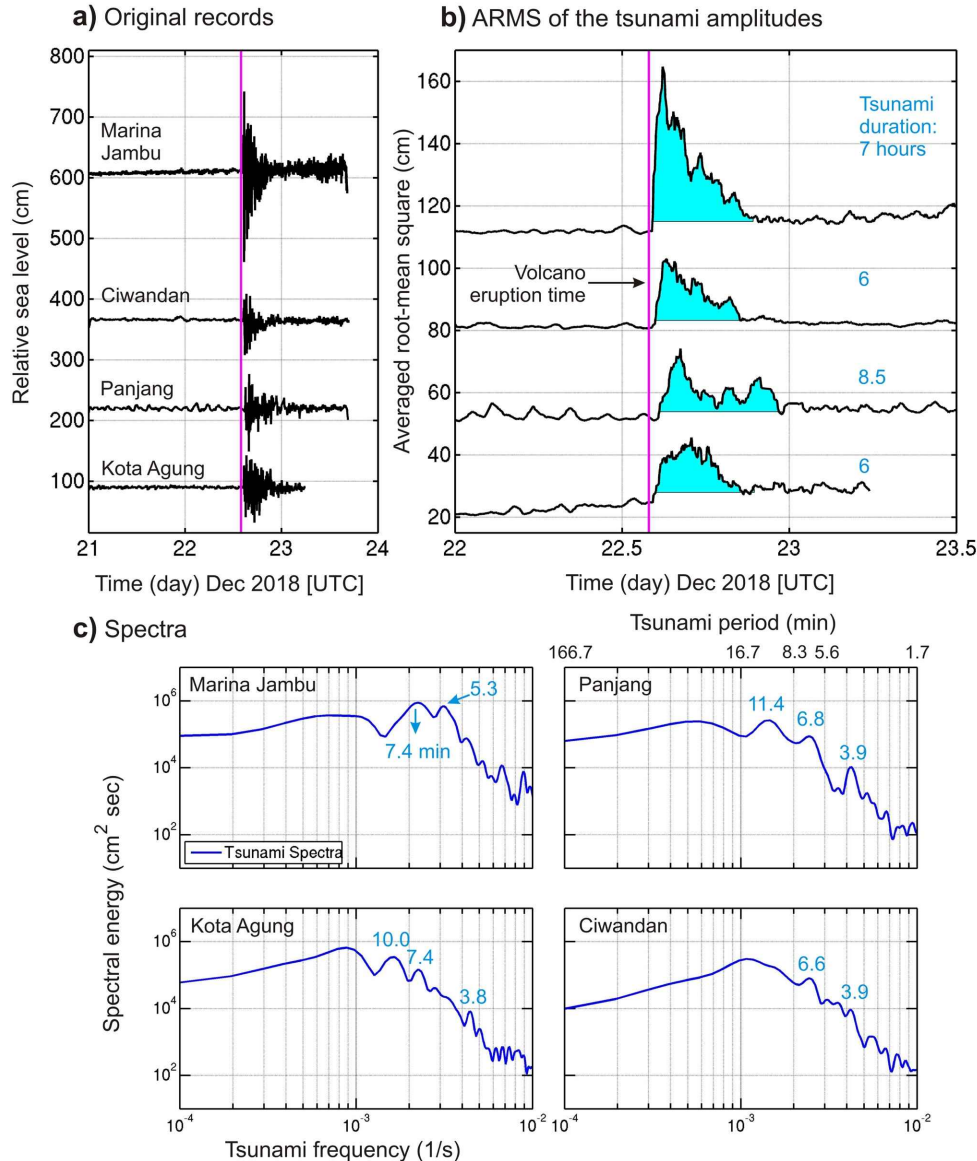 a) Original records
b) ARMS of the tsunami amplitudes
Relative sea level (cm)
800
700
600
500
400
300
200
100
Marina
Jambu
Ciwandan
Panjang
Kota Agung
21
22
23
24
Time (day) Dec 2018 [UTC]
Averaged root-mean square (cm)
160
140
120
100
80
60
40
20
Tsunami
duration:
7 hours
Volcano
eruption time
6
8.5
6
22
22.5
23
23.5
Time (day) Dec 2018 [UTC]
c) Spectra
Tsunami period (min)
166.7 16.7 8.3 5.6 1.7
Spectral energy (cm² sec)
Marina Jambu
10⁶
10⁴
10²
5.3
7.4 min
Tsunami Spectra
Panjang
11.4
6.8
3.9
Kota Agung
10⁶
10⁴
10²
10.0
7.4
3.8
10⁻⁴ 10⁻³ 10⁻²
Tsunami frequency (1/s)
Ciwandan
6.6
3.9
10⁻⁴ 10⁻³ 10⁻²